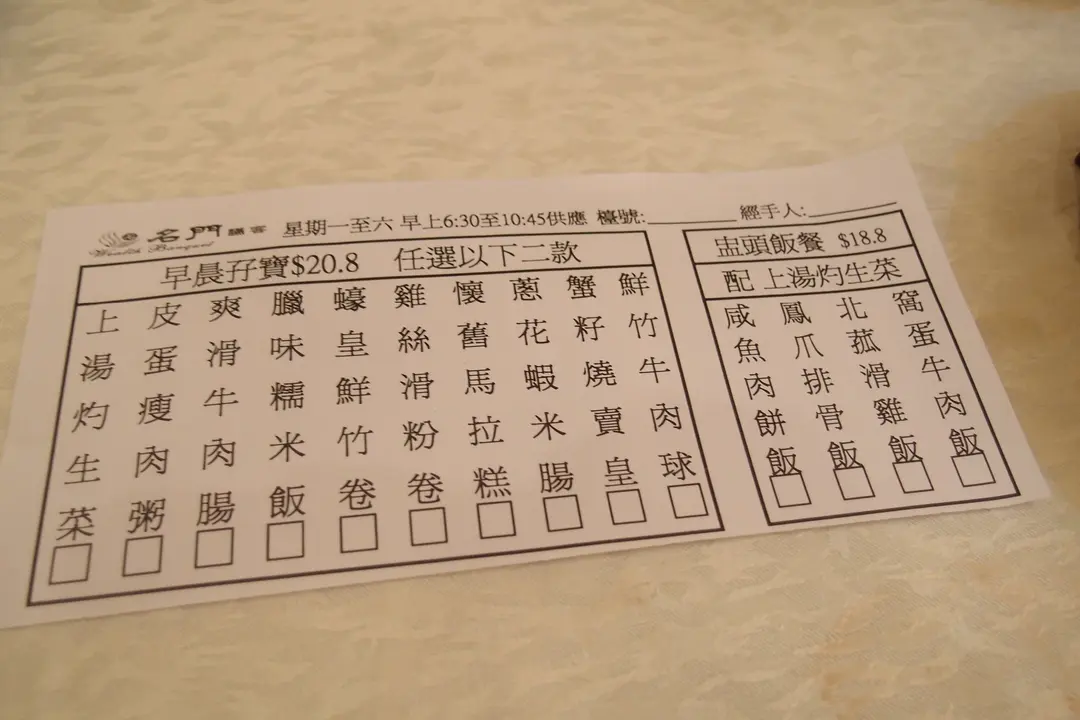 名門讌客
Wealth Banquet
星期一至六 早上6:30至10:45供應 檯號:
經手人:
早晨孖寶$20.8 任選以下二款
鮮竹牛肉球
蟹籽燒賣皇
蔥花蝦米腸
懷舊馬拉糕
雞絲滑粉卷
蠔皇鮮竹卷
臘味糯米飯
爽滑牛肉腸
皮蛋瘦肉粥
上湯灼生菜
盅頭飯餐 $18.8
配 上湯灼生菜
窩蛋牛肉飯
北菰滑雞飯
鳳爪排骨飯
咸魚肉餅飯